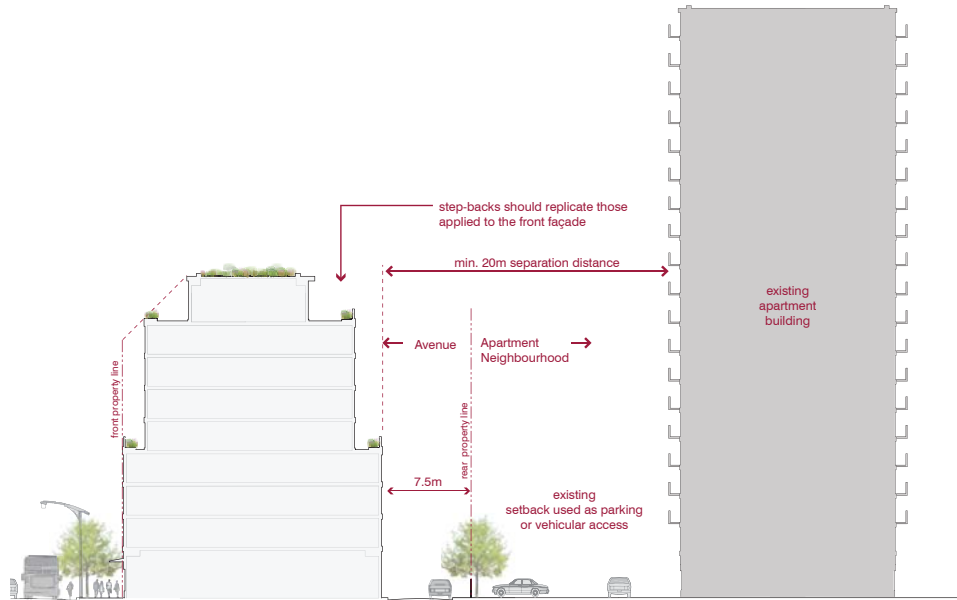 step-backs should replicate those
applied to the front façade
min. 20m separation distance
existing
apartment
building
Avenue
Apartment
Neighbourhood
front property line
rear property line
7.5m
existing
setback used as parking
or vehicular access